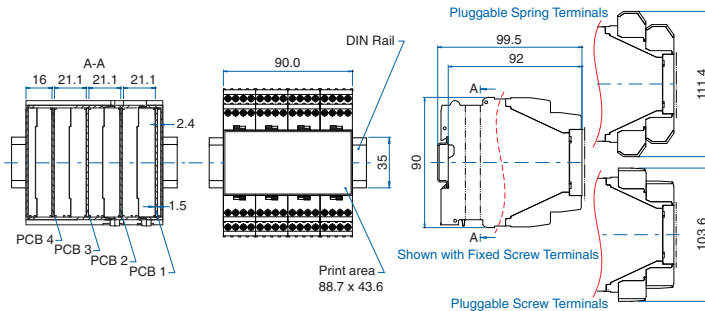 Pluggable Spring Terminals
DIN Rail
99.5
A-A
90.0
92
16
21.1
21.1
21.1
A
111.4
2.4
90
35
1.5
PCB 4
PCB 3
PCB 2
PCB 1
A
Shown with Fixed Screw Terminals
103.6
Print area
88.7 x 43.6
Pluggable Screw Terminals